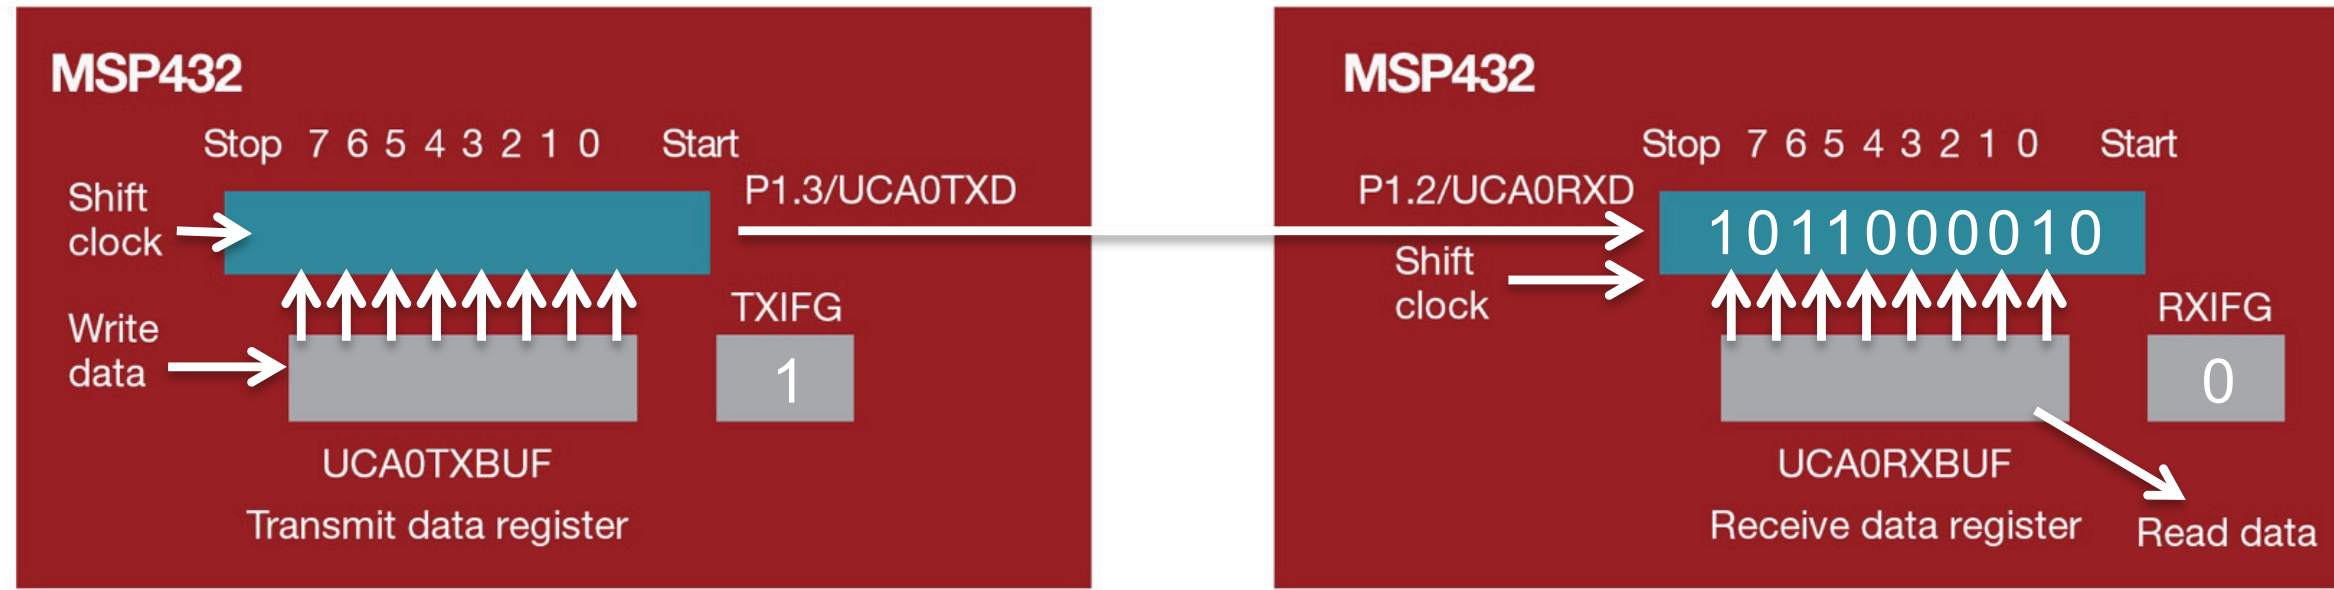 MSP432
Stop 7 6 5 4 3 2 1 0 Start
Shift
clock
P1.3/UCA0TXD
Write
data
TXIFG
1
UCA0TXBUF
Transmit data register
MSP432
Stop 7 6 5 4 3 2 1 0 Start
P1.2/UCA0RXD
1011000010
Shift
clock
RXIFG
0
UCA0RXBUF
Receive data register
Read data